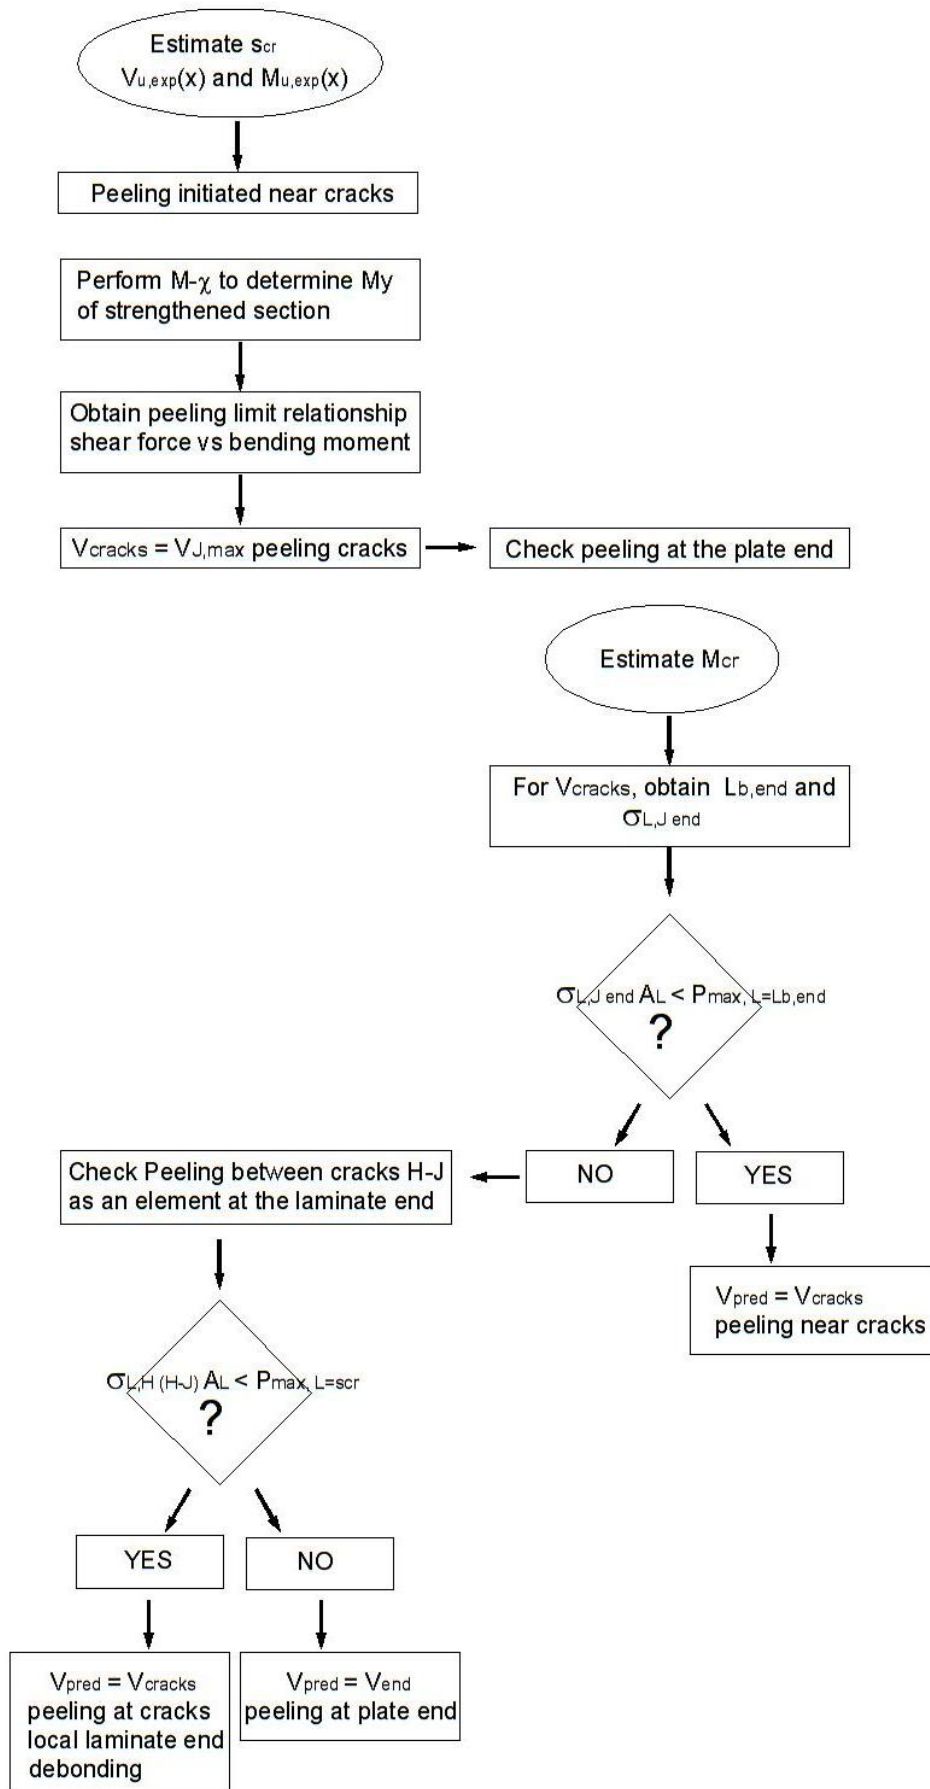 Estimate scr
Vu,exp(x) and Mu,exp(x)
Peeling initiated near cracks
Perform M-χ to determine My
of strengthened section
Obtain peeling limit relationship
shear force vs bending moment
Vcracks = VJ,max peeling cracks
Check peeling at the plate end
Estimate Mcr
For Vcracks, obtain Lb,end and
σL,J end
σL,J end AL < Pmax, L=Lb,end
?
NO
YES
Check Peeling between cracks H-J
as an element at the laminate end
Vpred = Vcracks
peeling near cracks
σL,H (H-J) AL < Pmax, L=scr
?
YES
NO
Vpred = Vcracks
peeling at cracks
local laminate end
debonding
Vpred = Vend
peeling at plate end